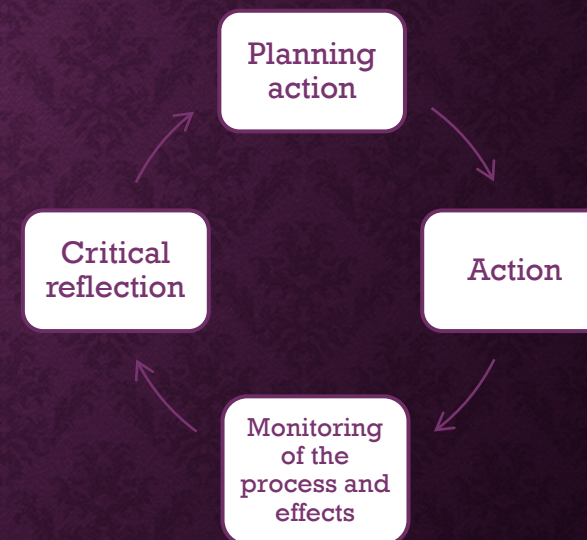 Planning
action
Action
Monitoring
of the
process and
effects
Critical
reflection